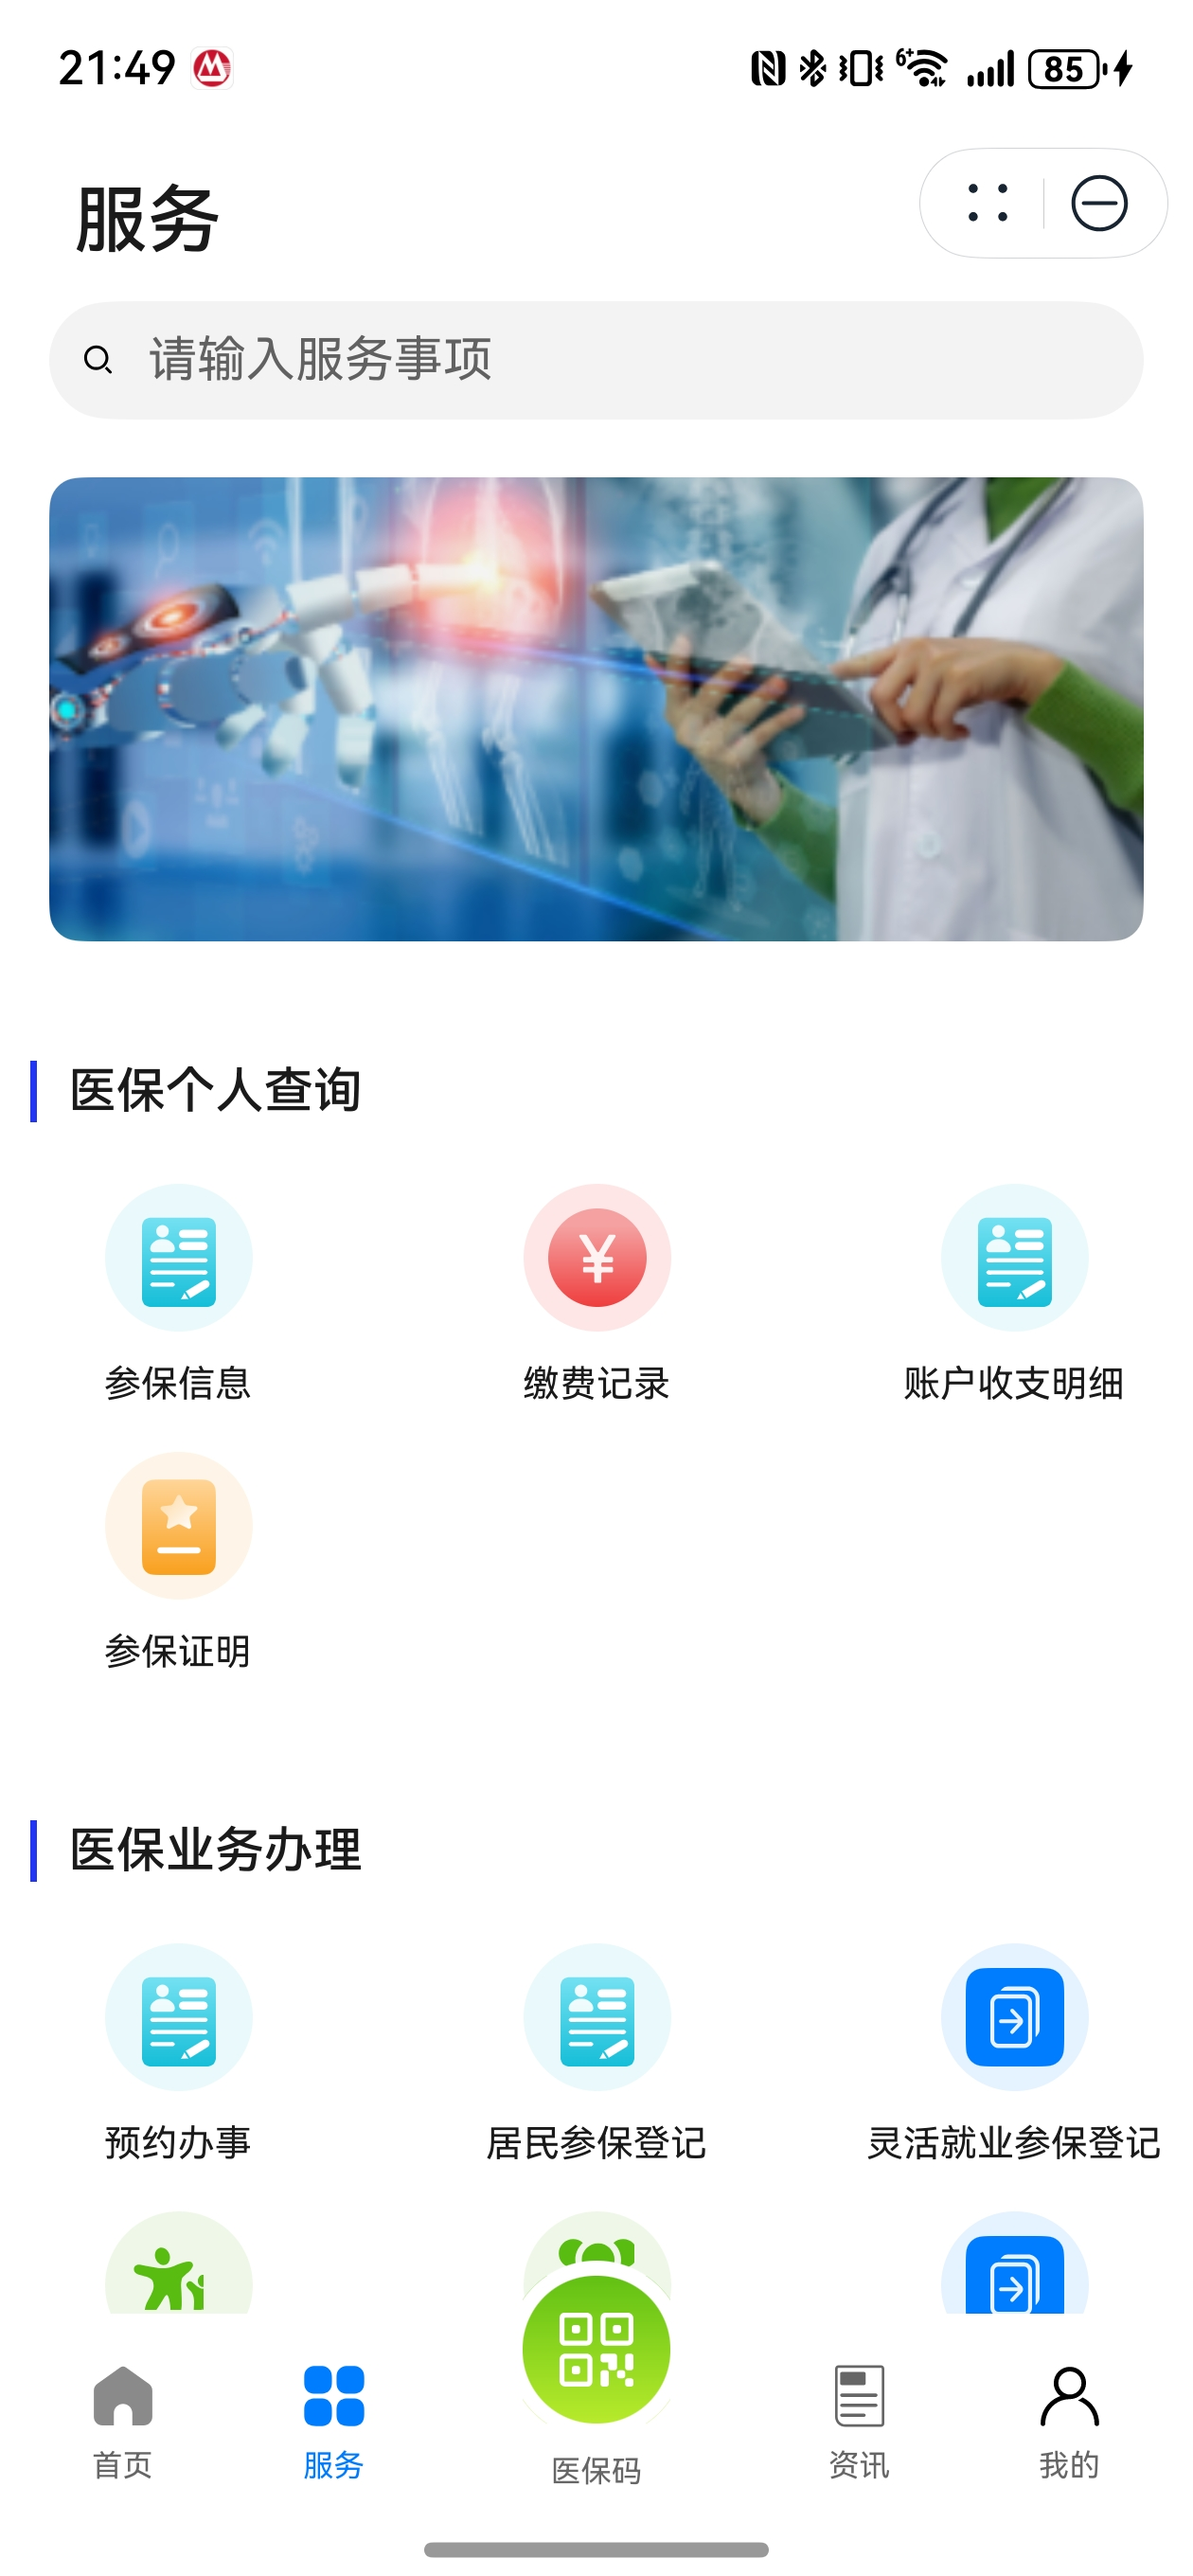 21:49
6+
85
服务
请输入服务事项
医保个人查询
参保信息 缴费记录 账户收支明细
参保证明
医保业务办理
预约办事 居民参保登记 灵活就业参保登记
首页 服务 医保码 资讯 我的